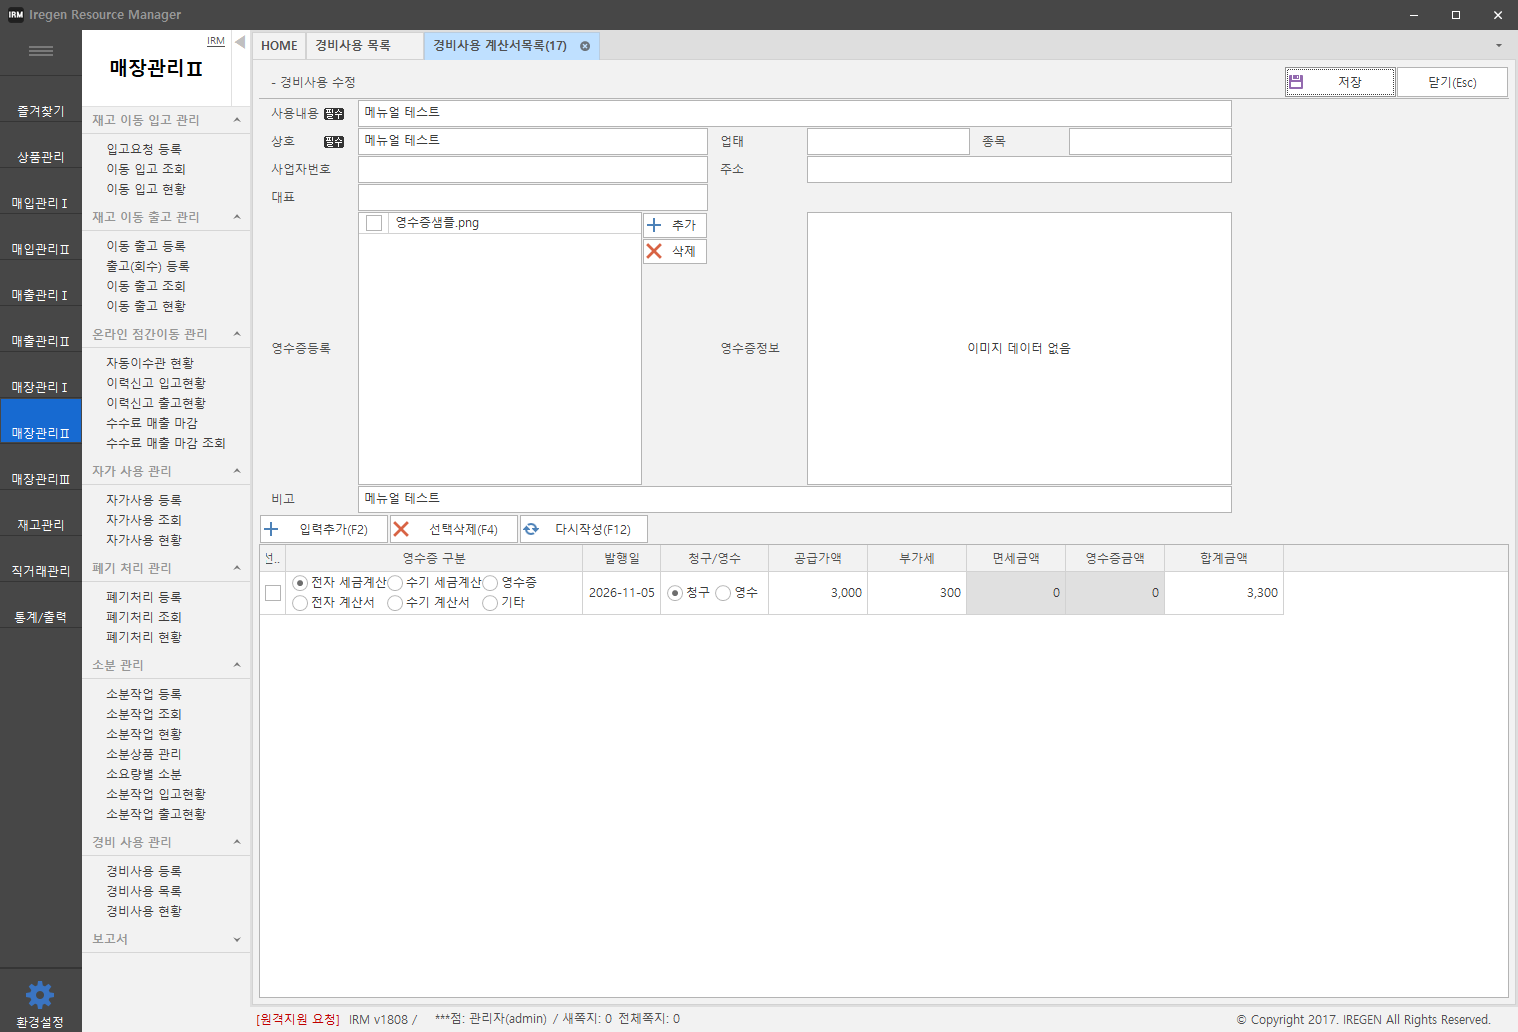 IRM Iregen Resource Manager
IRM
매장관리Ⅱ
즐겨찾기
상품관리
매입관리Ⅰ
매입관리Ⅱ
매출관리Ⅰ
매출관리Ⅱ
매장관리Ⅰ
매장관리Ⅱ
매장관리Ⅲ
재고관리
직거래관리
통계/출력
환경설정
재고 이동 입고 관리
입고요청 등록
이동 입고 조회
이동 입고 현황
재고 이동 출고 관리
이동 출고 등록
출고(회수) 등록
이동 출고 조회
이동 출고 현황
온라인 점간이동 관리
자동이수관 현황
이력신고 입고현황
이력신고 출고현황
수수료 매출 마감
수수료 매출 마감 조회
자가 사용 관리
자가사용 등록
자가사용 조회
자가사용 현황
폐기 처리 관리
폐기처리 등록
폐기처리 조회
폐기처리 현황
소분 관리
소분작업 등록
소분작업 조회
소분작업 현황
소분상품 관리
소요량별 소분
소분작업 입고현황
소분작업 출고현황
경비 사용 관리
경비사용 등록
경비사용 목록
경비사용 현황
보고서
HOME 경비사용 목록 경비사용 계산서목록(17)
- 경비사용 수정 저장 닫기(Esc)
사용내용 필수 메뉴얼 테스트
상호 필수 메뉴얼 테스트 업태 종목
사업자번호 주소
대표
영수증샘플.png 추가
삭제
영수증등록 영수증정보 이미지 데이터 없음
비고 메뉴얼 테스트
입력추가(F2) 선택삭제(F4) 다시작성(F12)
선.. 영수증 구분 발행일 청구/영수 공급가액 부가세 면세금액 영수증금액 합계금액
전자 세금계산 수기 세금계산 영수증
2026-11-05 청구 영수 3,000 300 0 0 3,300
전자 계산서 수기 계산서 기타
[원격지원 요청] IRM v1808 / ***점: 관리자(admin) / 새쪽지: 0 전체쪽지: 0 © Copyright 2017. IREGEN All Rights Reserved.